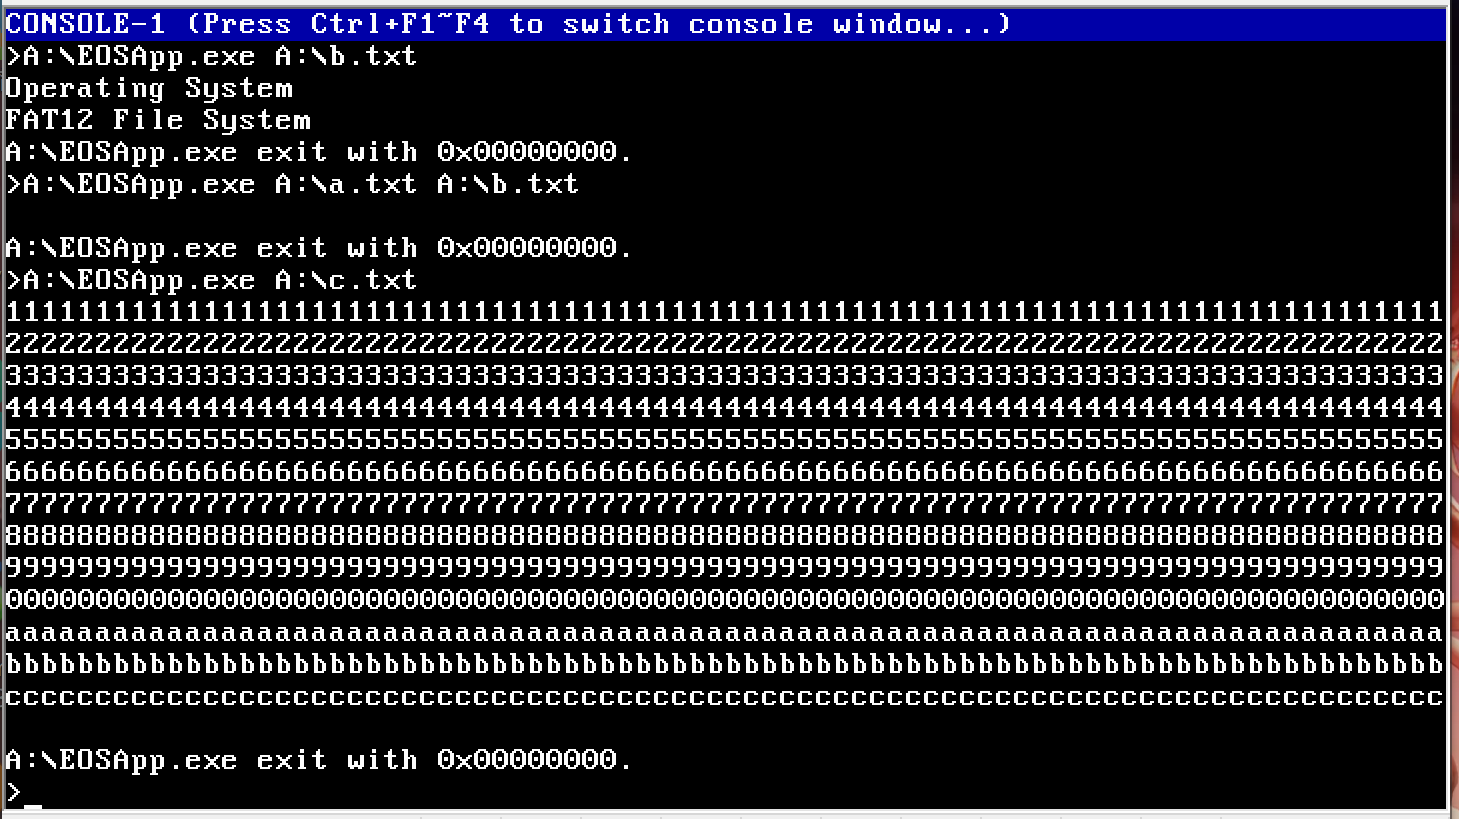 CONSOLE-1 (Press Ctrl+F1~F4 to switch console window...)
>A:\EOSApp.exe A:\b.txt
Operating System
FAT12 File System
A:\EOSApp.exe exit with 0x00000000.
>A:\EOSApp.exe A:\a.txt A:\b.txt
A:\EOSApp.exe exit with 0x00000000.
>A:\EOSApp.exe A:\c.txt
11111111111111111111111111111111111111111111111111111111111111111111111111111111
22222222222222222222222222222222222222222222222222222222222222222222222222222222
33333333333333333333333333333333333333333333333333333333333333333333333333333333
44444444444444444444444444444444444444444444444444444444444444444444444444444444
55555555555555555555555555555555555555555555555555555555555555555555555555555555
66666666666666666666666666666666666666666666666666666666666666666666666666666666
77777777777777777777777777777777777777777777777777777777777777777777777777777777
88888888888888888888888888888888888888888888888888888888888888888888888888888888
99999999999999999999999999999999999999999999999999999999999999999999999999999999
00000000000000000000000000000000000000000000000000000000000000000000000000000000
aaaaaaaaaaaaaaaaaaaaaaaaaaaaaaaaaaaaaaaaaaaaaaaaaaaaaaaaaaaaaaaaaaaaaaaaaaaaaaaa
bbbbbbbbbbbbbbbbbbbbbbbbbbbbbbbbbbbbbbbbbbbbbbbbbbbbbbbbbbbbbbbbbbbbbbbbbbbbbbbb
cccccccccccccccccccccccccccccccccccccccccccccccccccccccccccccccccccccccccccccccc
A:\EOSApp.exe exit with 0x00000000.
>_